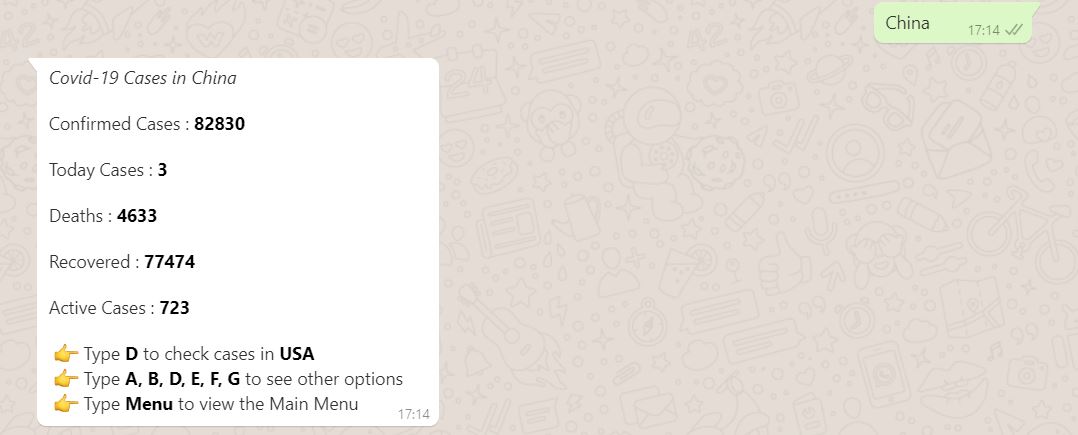 China
17:14
Covid-19 Cases in China
Confirmed Cases : 82830
Today Cases : 3
Deaths : 4633
Recovered : 77474
Active Cases : 723
👉 Type D to check cases in USA
👉 Type A, B, D, E, F, G to see other options
👉 Type Menu to view the Main Menu
17:14